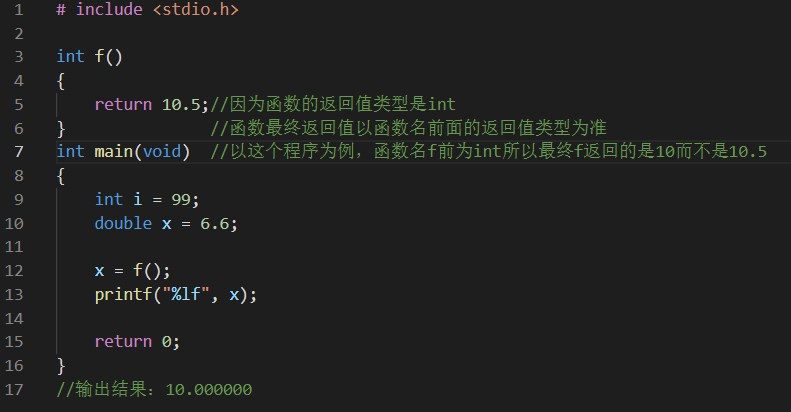 1 # include <stdio.h>
2
3 int f()
4 {
5 return 10.5;//因为函数的返回值类型是int
6 } //函数最终返回值以函数名前面的返回值类型为准
7 int main(void) //以这个程序为例，函数名f前为int所以最终f返回的是10而不是10.5
8 {
9 int i = 99;
10 double x = 6.6;
11
12 x = f();
13 printf("%lf", x);
14
15 return 0;
16 }
17 //输出结果：10.000000